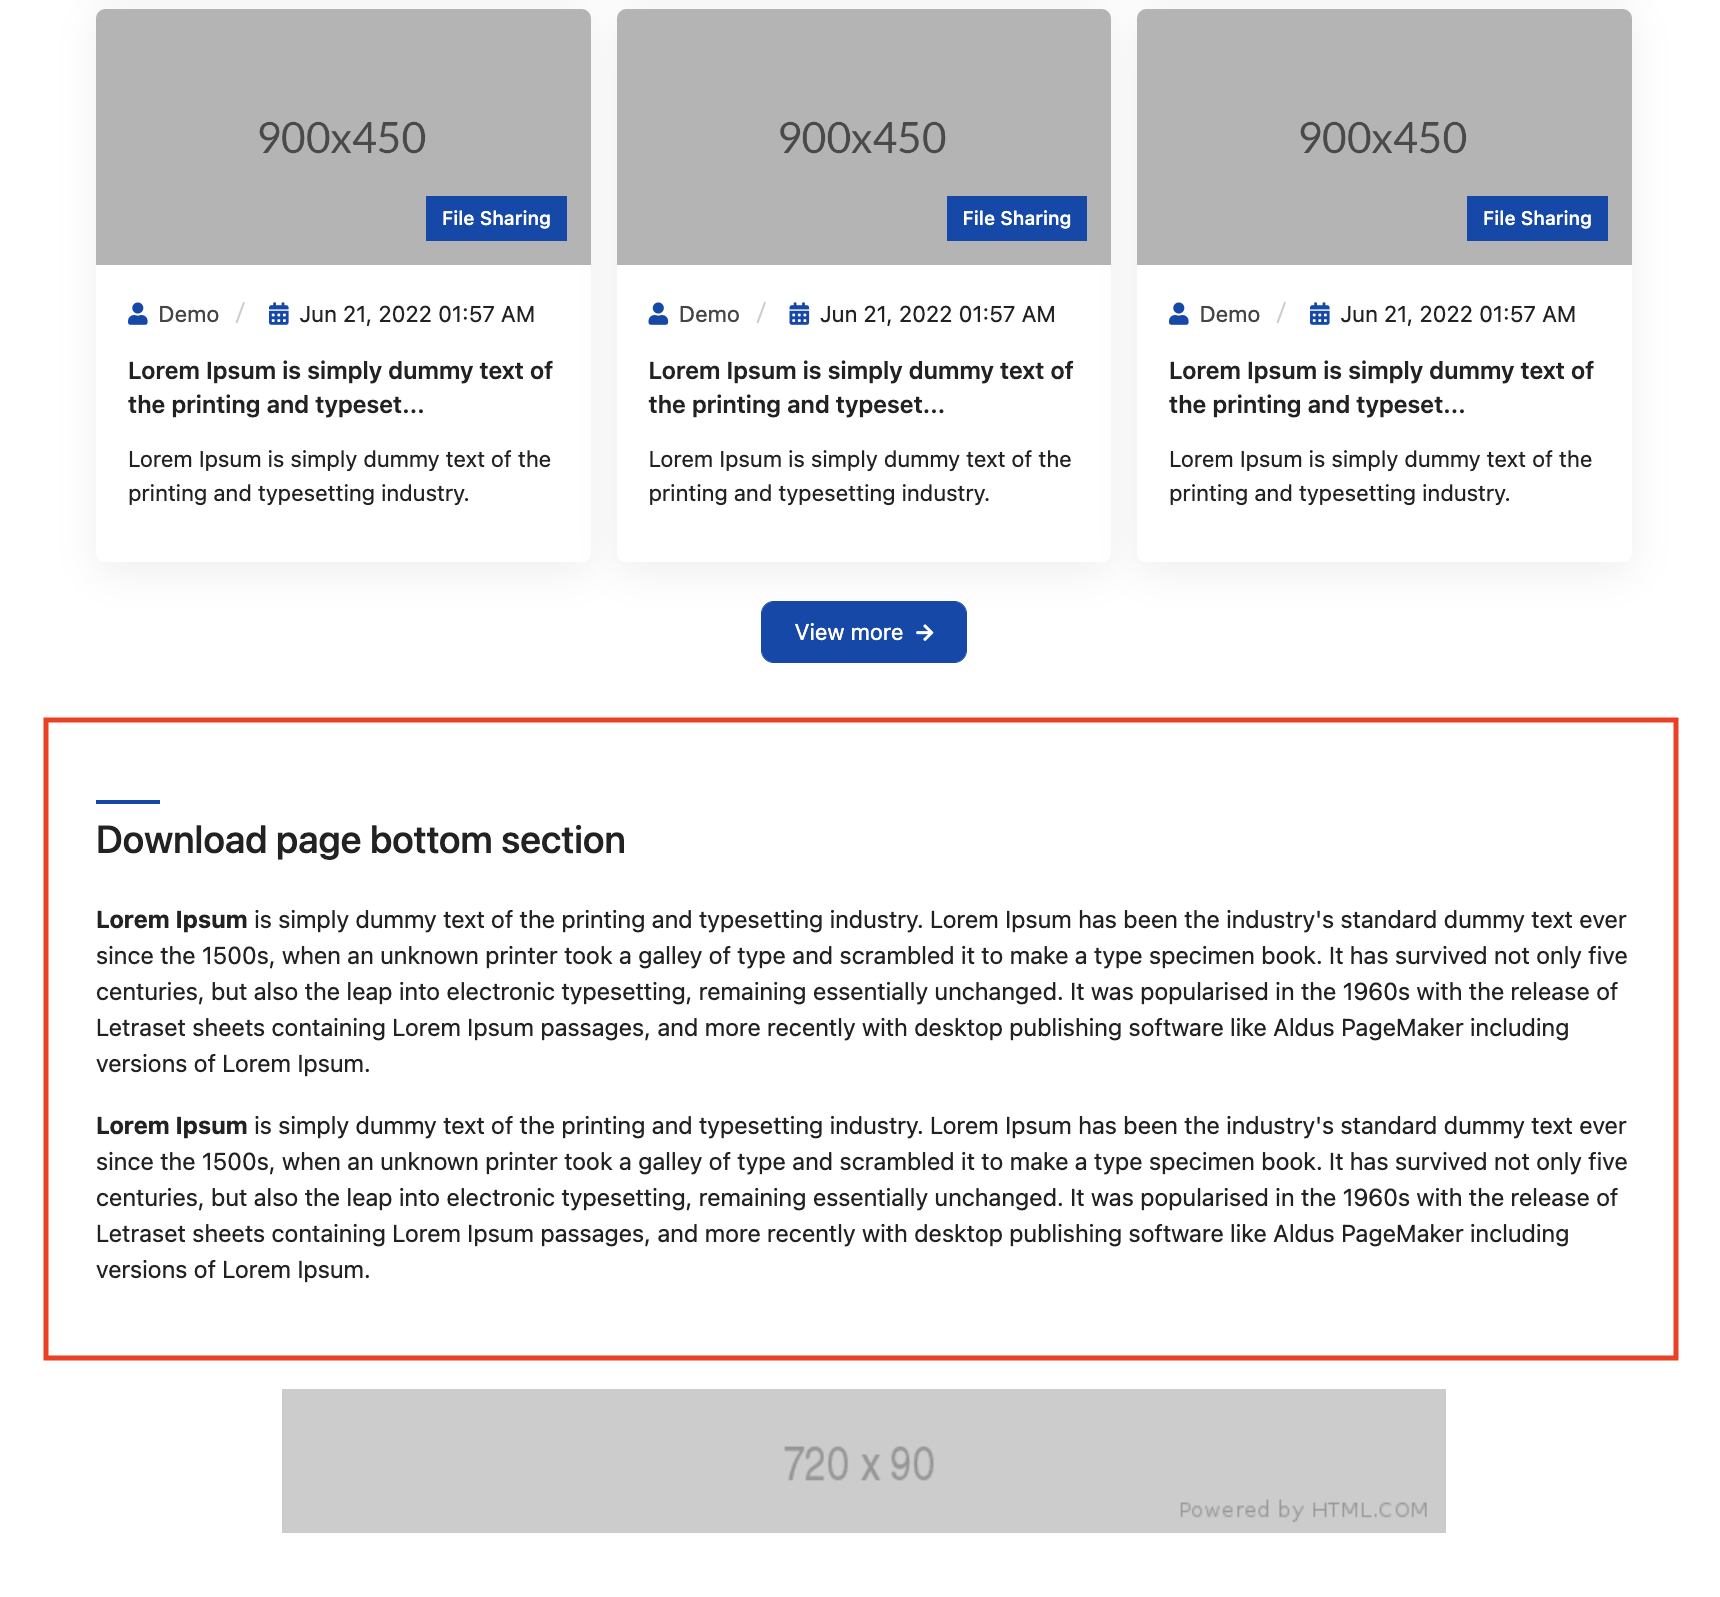 900x450
File Sharing
Demo / Jun 21, 2022 01:57 AM
Lorem Ipsum is simply dummy text of
the printing and typeset...
Lorem Ipsum is simply dummy text of the
printing and typesetting industry.
900x450
File Sharing
Demo / Jun 21, 2022 01:57 AM
Lorem Ipsum is simply dummy text of
the printing and typeset...
Lorem Ipsum is simply dummy text of the
printing and typesetting industry.
900x450
File Sharing
Demo / Jun 21, 2022 01:57 AM
Lorem Ipsum is simply dummy text of
the printing and typeset...
Lorem Ipsum is simply dummy text of the
printing and typesetting industry.
View more →
Download page bottom section
Lorem Ipsum is simply dummy text of the printing and typesetting industry. Lorem Ipsum has been the industry's standard dummy text ever
since the 1500s, when an unknown printer took a galley of type and scrambled it to make a type specimen book. It has survived not only five
centuries, but also the leap into electronic typesetting, remaining essentially unchanged. It was popularised in the 1960s with the release of
Letraset sheets containing Lorem Ipsum passages, and more recently with desktop publishing software like Aldus PageMaker including
versions of Lorem Ipsum.
Lorem Ipsum is simply dummy text of the printing and typesetting industry. Lorem Ipsum has been the industry's standard dummy text ever
since the 1500s, when an unknown printer took a galley of type and scrambled it to make a type specimen book. It has survived not only five
centuries, but also the leap into electronic typesetting, remaining essentially unchanged. It was popularised in the 1960s with the release of
Letraset sheets containing Lorem Ipsum passages, and more recently with desktop publishing software like Aldus PageMaker including
versions of Lorem Ipsum.
720 x 90
Powered by HTML.COM